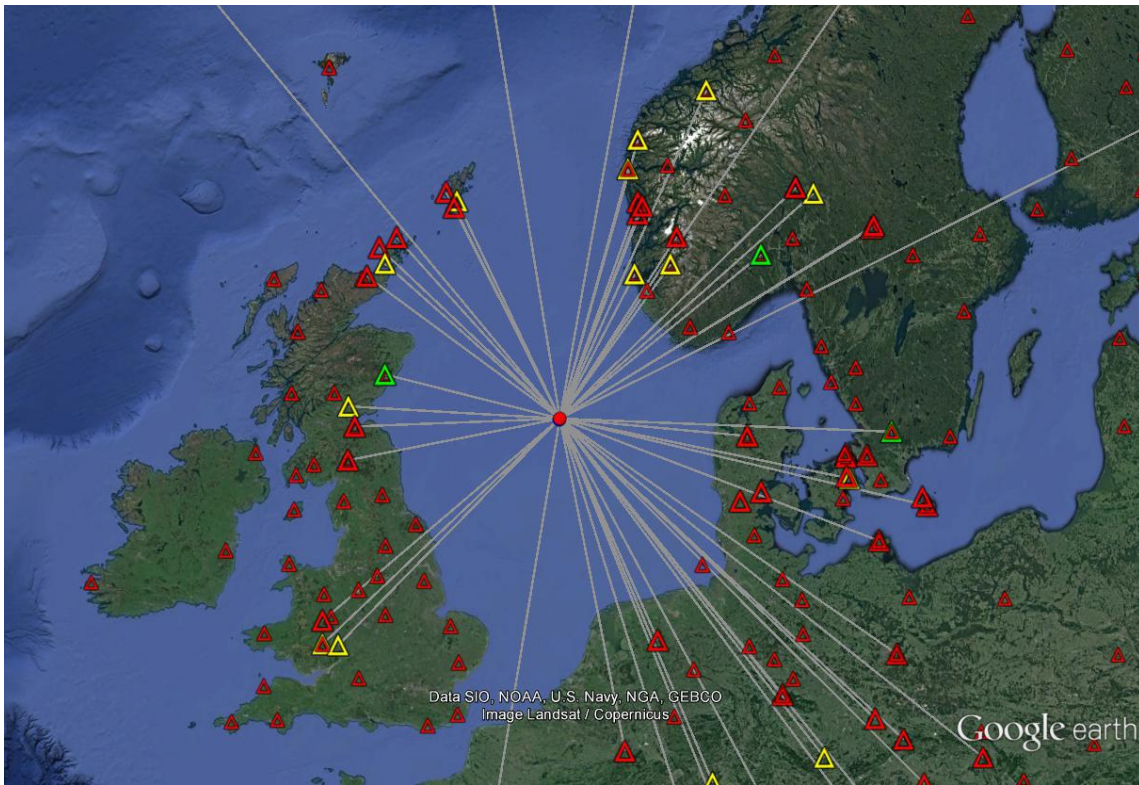 Data SIO, NOAA, U.S. Navy, NGA, GEBCO
Image Landsat / Copernicus
Google earth